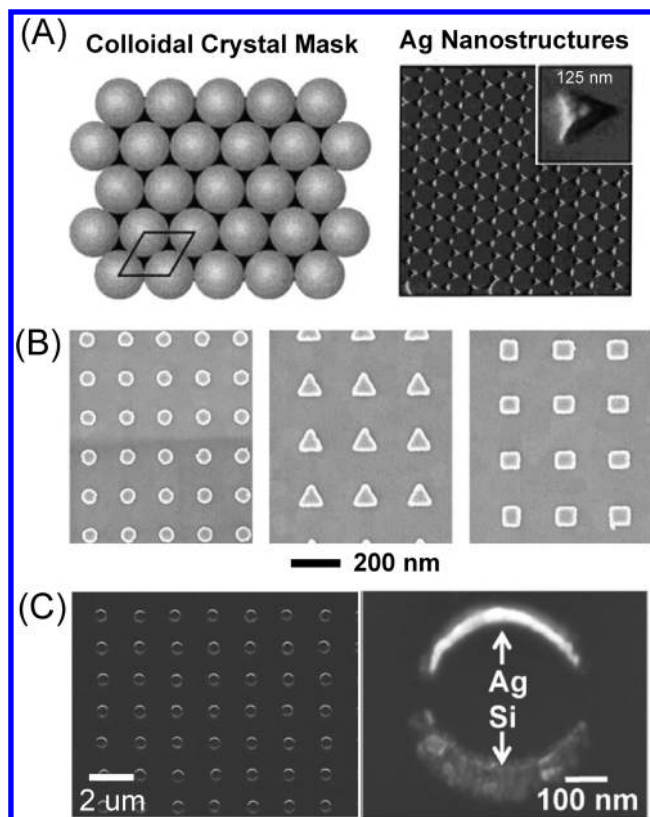 (A)
Colloidal Crystal Mask
Ag Nanostructures
125 nm
(B)
200 nm
(C)
Ag
Si
2 um
100 nm